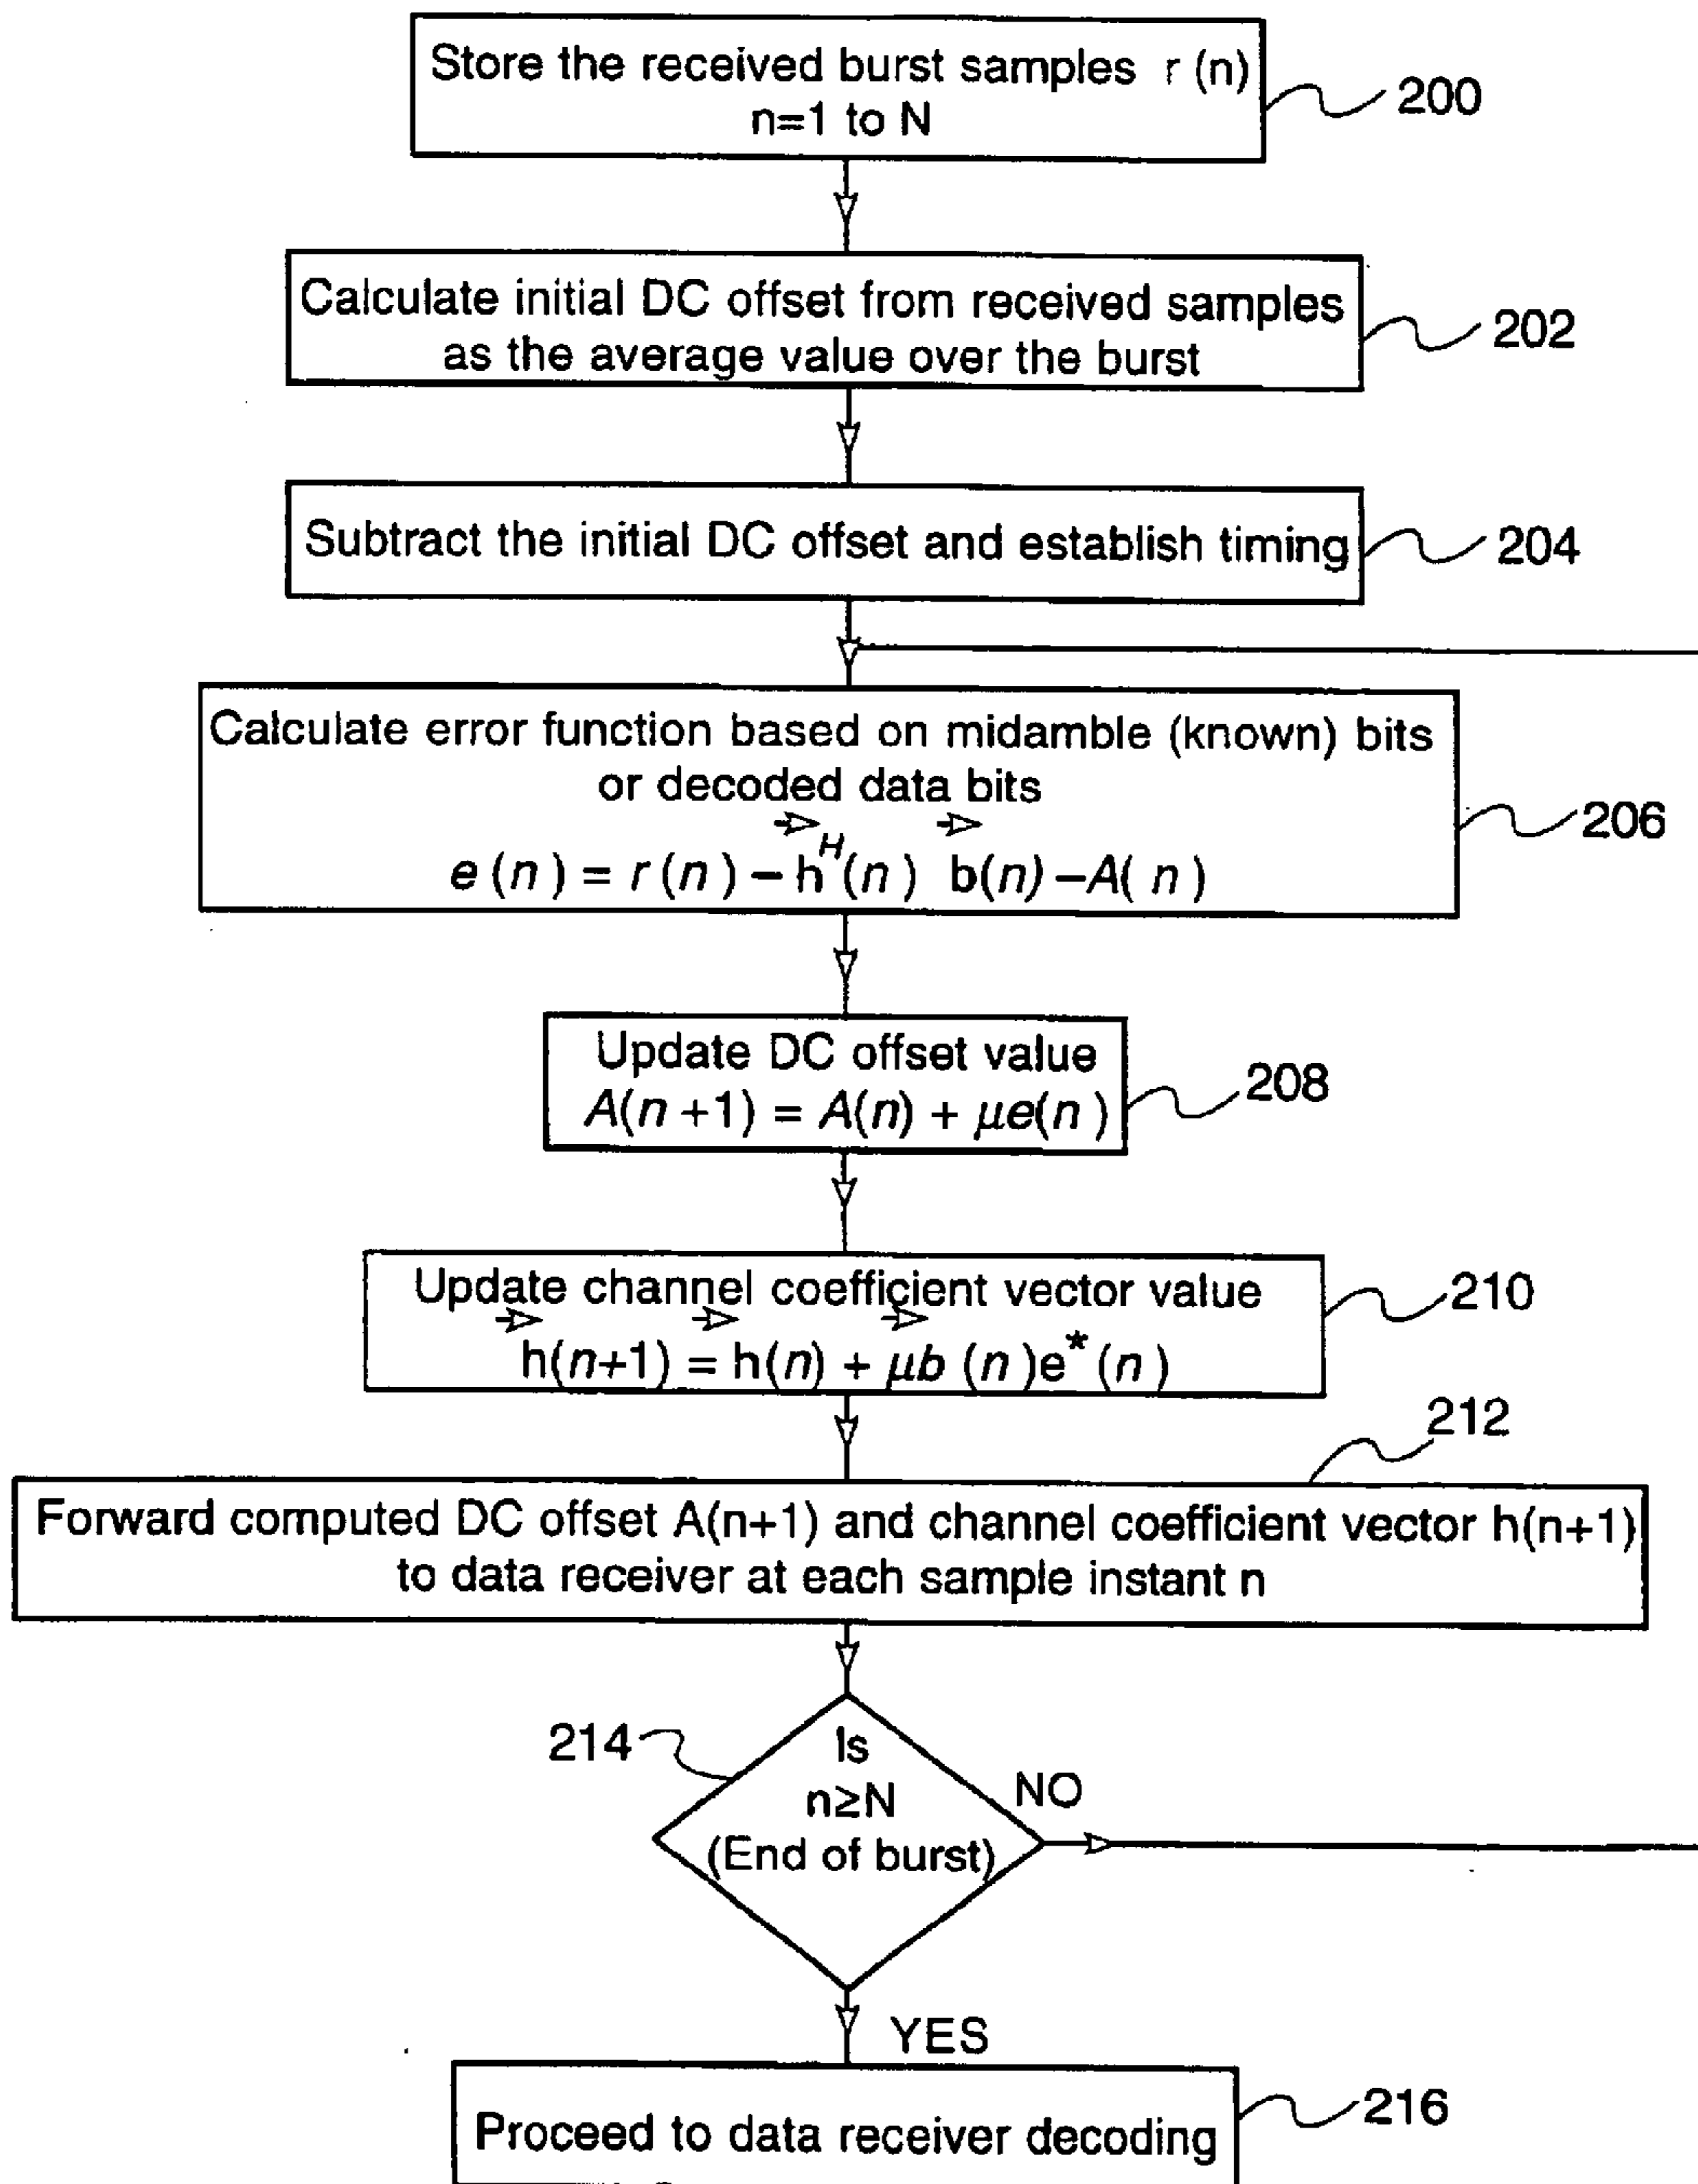 Store the received burst samples r (n)
n=1 to N
200
Calculate initial DC offset from received samples
as the average value over the burst
202
Subtract the initial DC offset and establish timing
204
Calculate error function based on midamble (known) bits
or decoded data bits
e (n) = r (n) – h⃗ᴴ(n) b⃗(n) –A( n )
206
Update DC offset value
A(n +1) = A(n) + μe(n )
208
Update channel coefficient vector value
h⃗(n+1) = h⃗(n) + μb⃗ (n )e*(n )
210
212
Forward computed DC offset A(n+1) and channel coefficient vector h(n+1)
to data receiver at each sample instant n
214
Is
n≥N
(End of burst)
NO
YES
Proceed to data receiver decoding
216